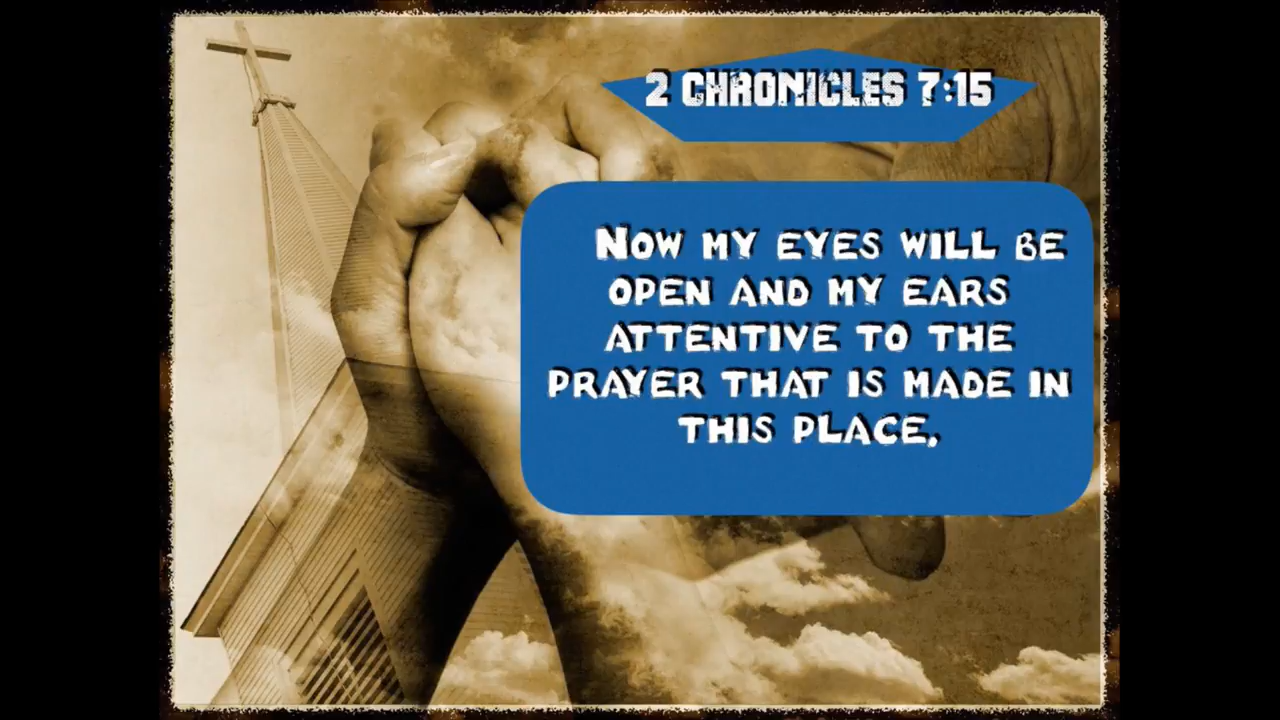 2 CHRONICLES 7:15
NOW MY EYES WILL BE
OPEN AND MY EARS
ATTENTIVE TO THE
PRAYER THAT IS MADE IN
THIS PLACE.